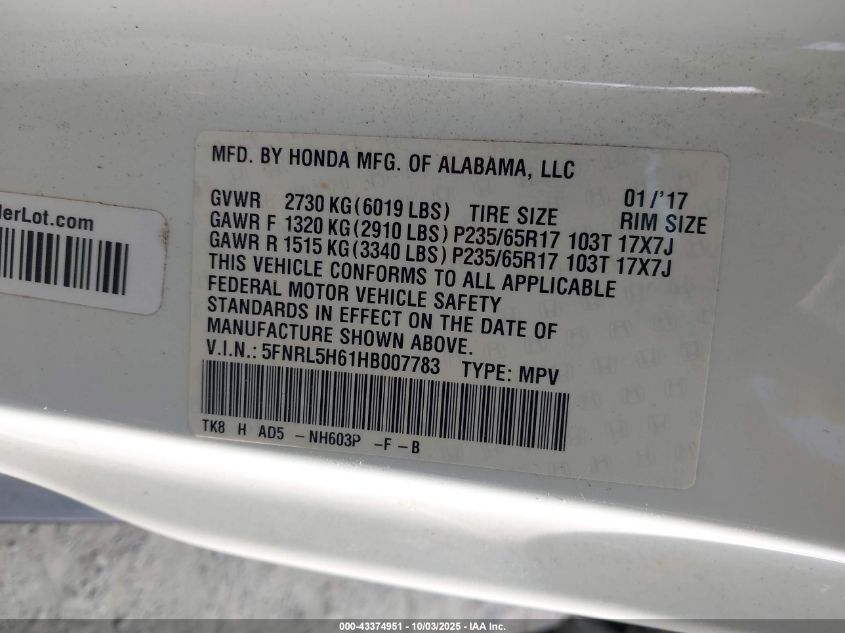 MFD. BY HONDA MFG. OF ALABAMA, LLC
01/'17
GVWR 2730 KG(6019 LBS) TIRE SIZE RIM SIZE
GAWR F 1320 KG(2910 LBS) P235/65R17 103T 17X7J
GAWR R 1515 KG(3340 LBS) P235/65R17 103T 17X7J
THIS VEHICLE CONFORMS TO ALL APPLICABLE
FEDERAL MOTOR VEHICLE SAFETY
STANDARDS IN EFFECT ON THE DATE OF
MANUFACTURE SHOWN ABOVE.
V.I.N.: 5FNRL5H61HB007783 TYPE: MPV
TK8 H AD5 -NH603P -F-B
derLot.com
000-43374951 - 10/03/2025 - IAA Inc.